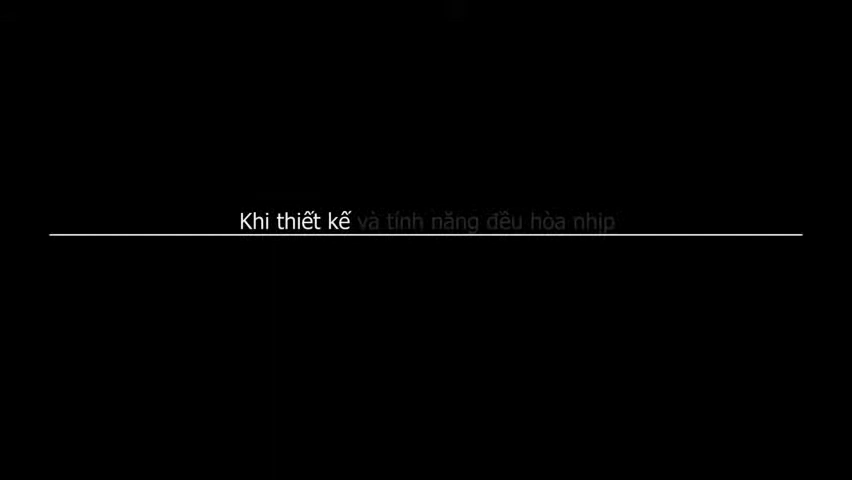 Khi thiết kế và tính năng đều hòa nhịp